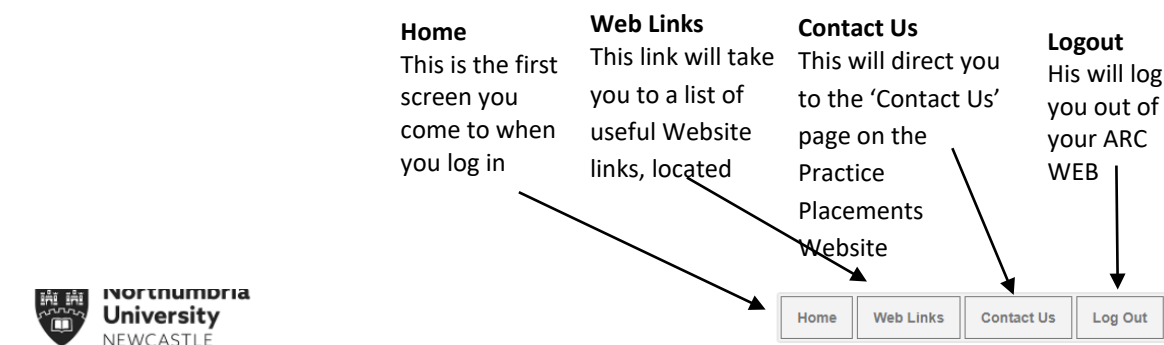 Home
This is the first
screen you
come to when
you log in
Web Links
This link will take
you to a list of
useful Website
links, located
Contact Us
This will direct you
to the ‘Contact Us’
page on the
Practice
Placements
Website
Logout
His will log
you out of
your ARC
WEB
Northumbria
University
NEWCASTLE
Home Web Links Contact Us Log Out